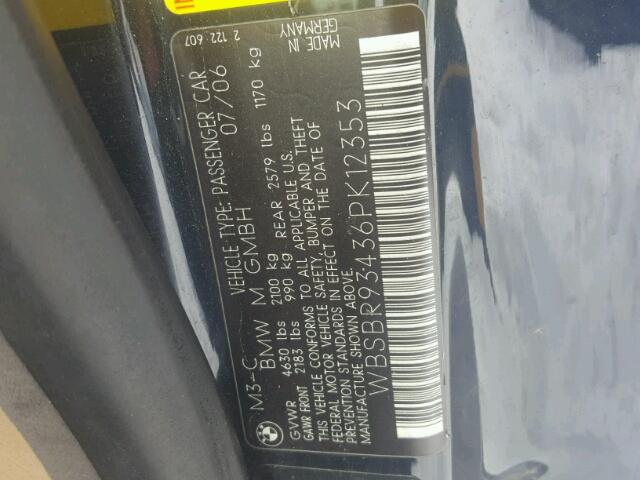 M3-C VEHICLE TYPE: PASSENGER CAR
BMW M GMBH 07/06
GVWR 4630 lbs 2100 kg
GAWR FRONT 2183 lbs 990 kg REAR 2579 lbs 1170 kg
THIS VEHICLE CONFORMS TO ALL APPLICABLE U.S.
FEDERAL MOTOR VEHICLE SAFETY, BUMPER AND THEFT
PREVENTION STANDARDS IN EFFECT ON THE DATE OF
MANUFACTURE SHOWN ABOVE.
WBSBR93436PK12353
2 122 607
MADE IN
GERMANY